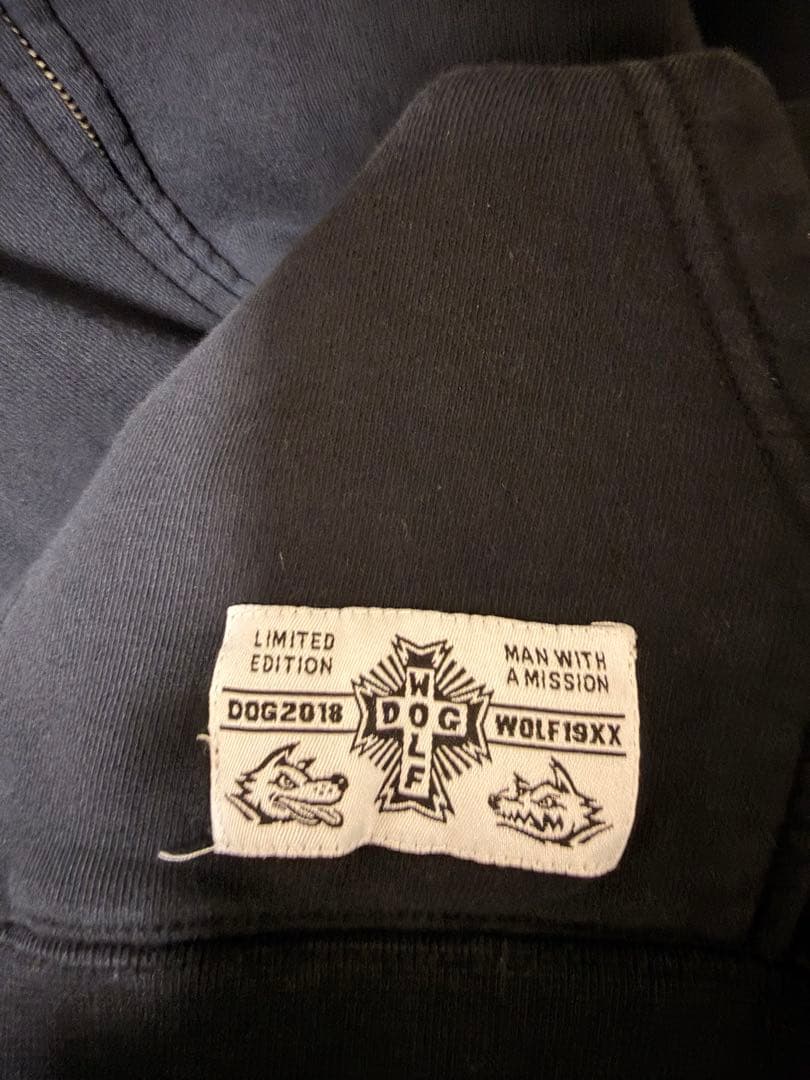 LIMITED
EDITION
MAN WITH
A MISSION
DOG2018
WOLF
DOG
WOLF19XX